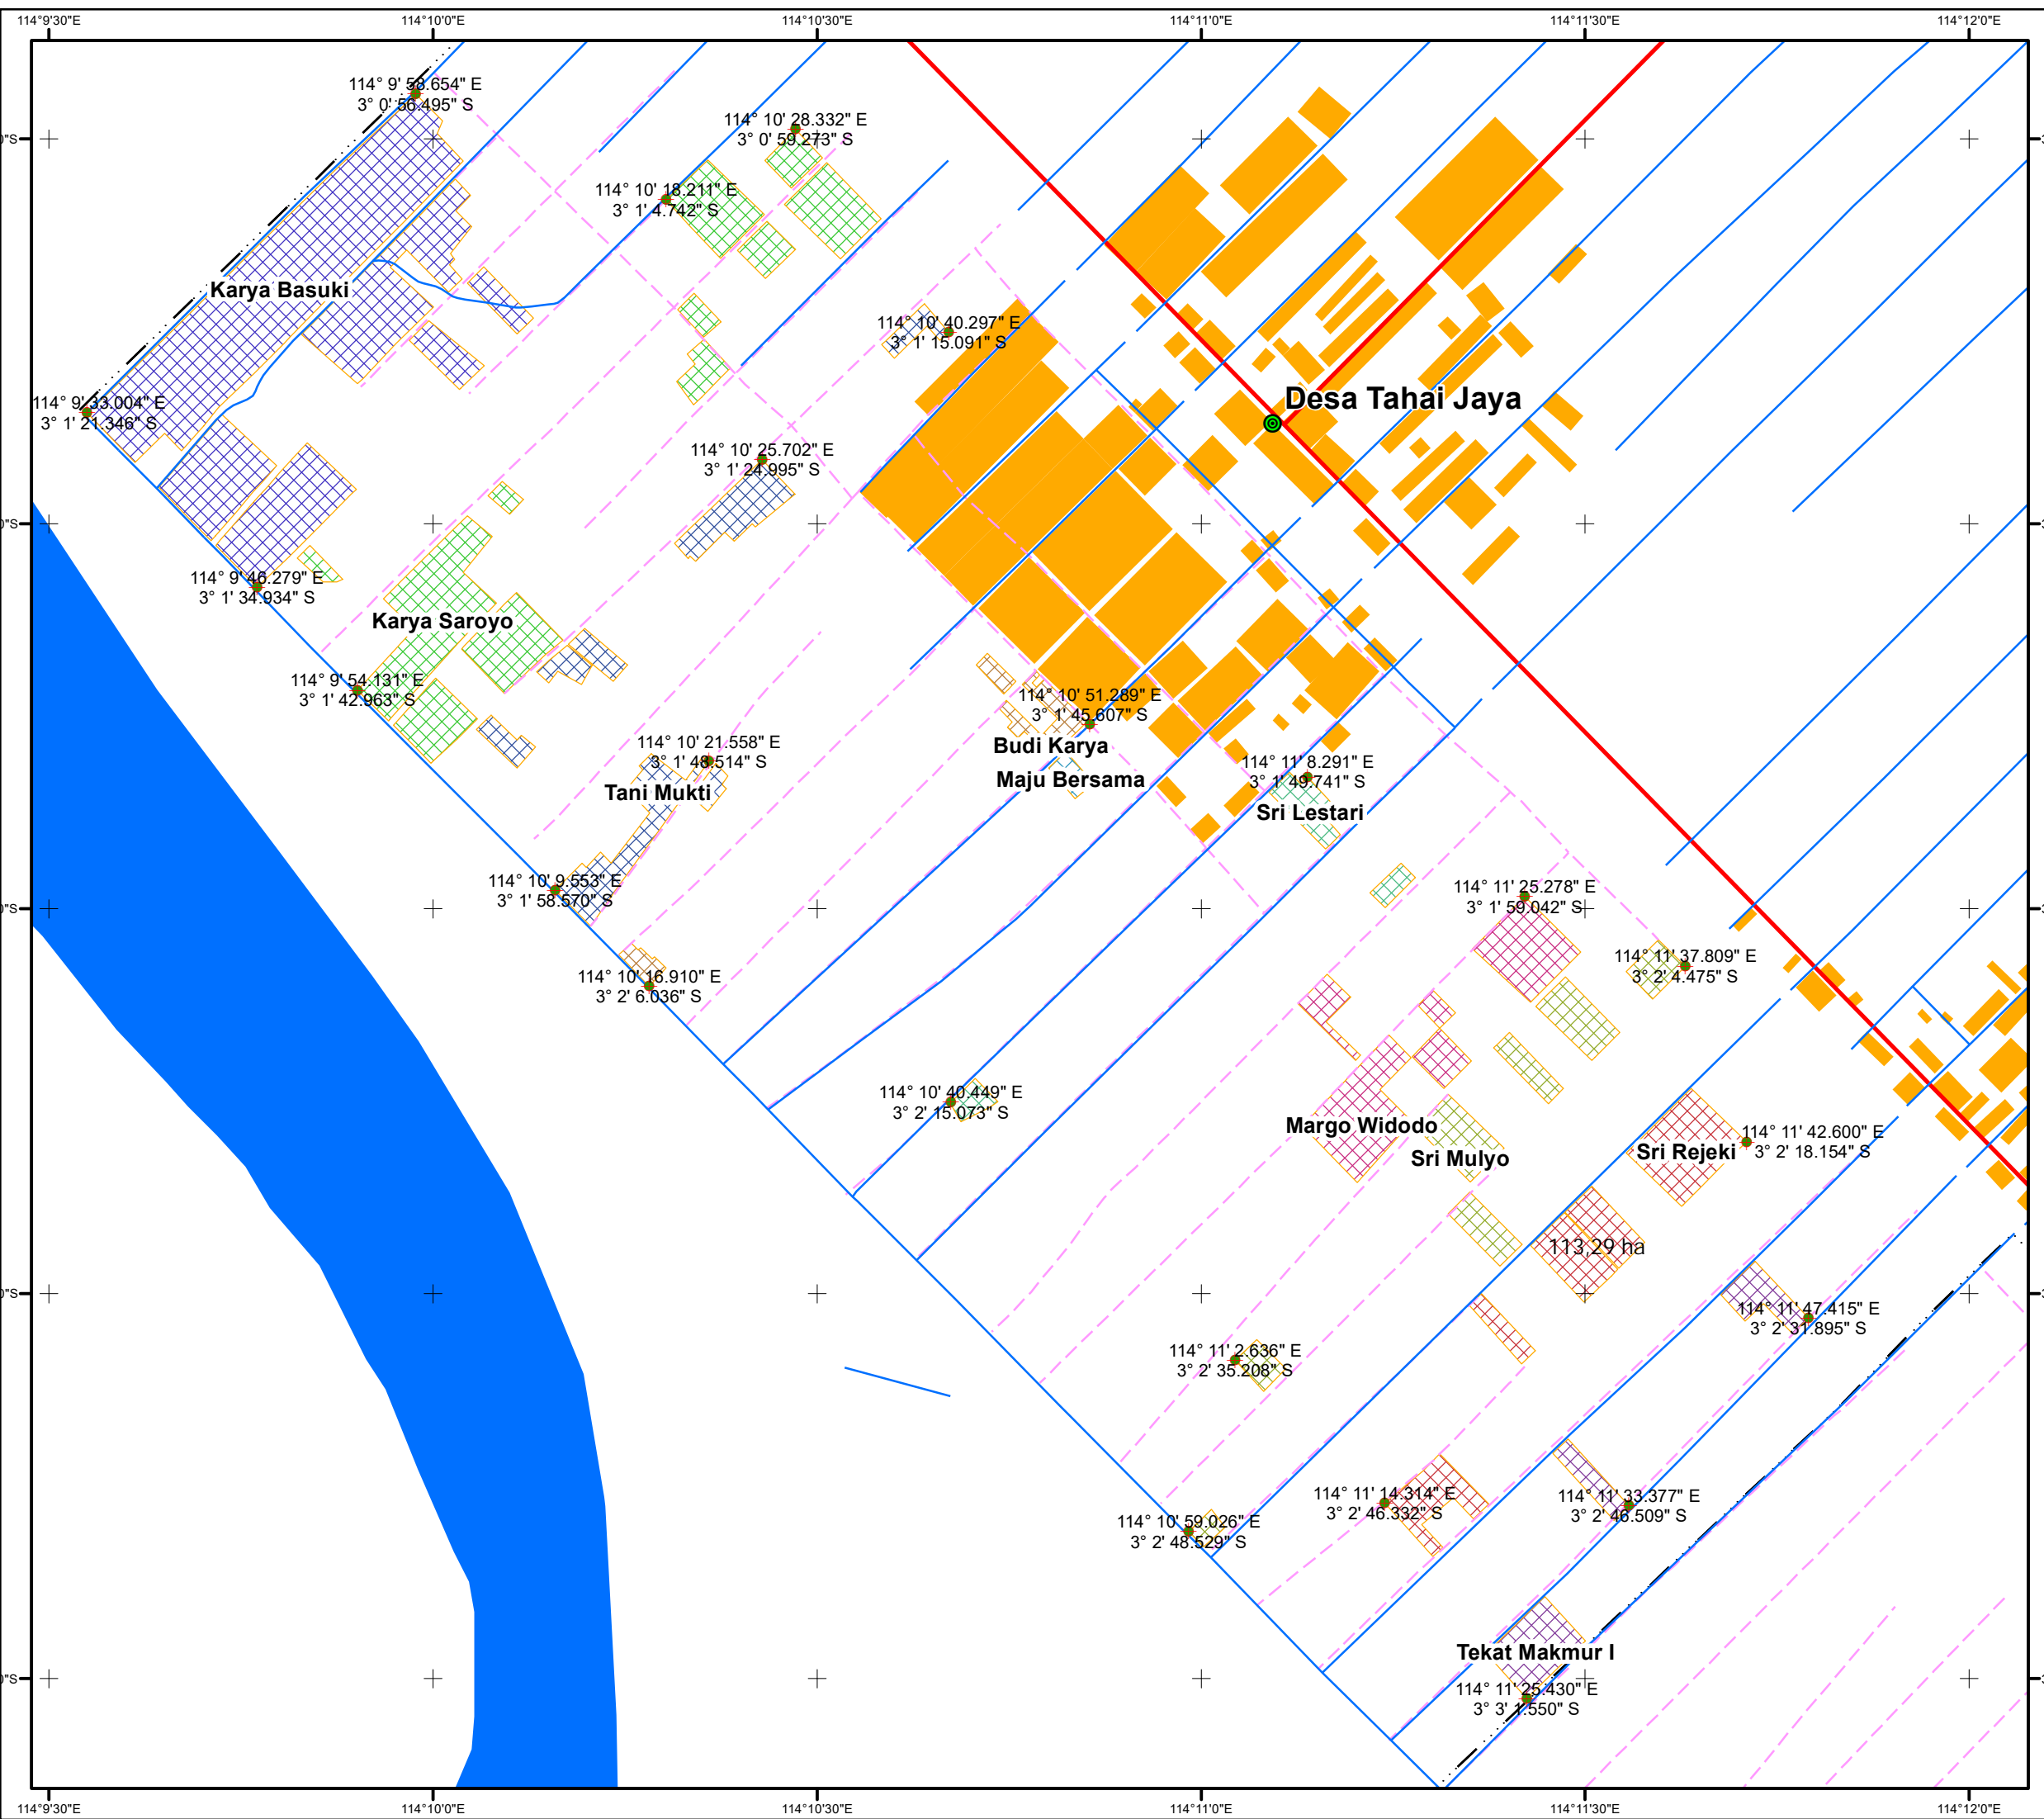 114°9'30"E 114°10'0"E 114°10'30"E 114°11'0"E 114°11'30"E 114°12'0"E
114° 9' 58.654" E
3° 0' 56.495" S
114° 10' 28.332" E
3° 0' 59.273" S
114° 10' 18.211" E
3° 1' 4.742" S
Karya Basuki
114° 10' 40.297" E
3° 1' 15.091" S
Desa Tahai Jaya
114° 9' 33.004" E
3° 1' 21.346" S
114° 10' 25.702" E
3° 1' 24.995" S
114° 9' 46.279" E
3° 1' 34.934" S
Karya Saroyo
114° 9' 54.131" E
3° 1' 42.963" S
114° 10' 51.289" E
3° 1' 45.607" S
Budi Karya
Maju Bersama
114° 10' 21.558" E
3° 1' 48.514" S
Tani Mukti
114° 11' 8.291" E
3° 1' 49.741" S
Sri Lestari
114° 10' 9.553" E
3° 1' 58.570" S
114° 11' 25.278" E
3° 1' 59.042" S
114° 11' 37.809" E
3° 2' 4.475" S
114° 10' 16.910" E
3° 2' 6.036" S
114° 10' 40.449" E
3° 2' 15.073" S
Margo Widodo
Sri Mulyo
Sri Rejeki
114° 11' 42.600" E
3° 2' 18.154" S
113,29 ha
114° 11' 47.415" E
3° 2' 31.895" S
114° 11' 2.636" E
3° 2' 35.208" S
114° 11' 14.314" E
3° 2' 46.332" S
114° 11' 33.377" E
3° 2' 46.509" S
114° 10' 59.026" E
3° 2' 48.529" S
Tekat Makmur I
114° 11' 25.430" E
3° 3' 1.550" S
114°9'30"E 114°10'0"E 114°10'30"E 114°11'0"E 114°11'30"E 114°12'0"E